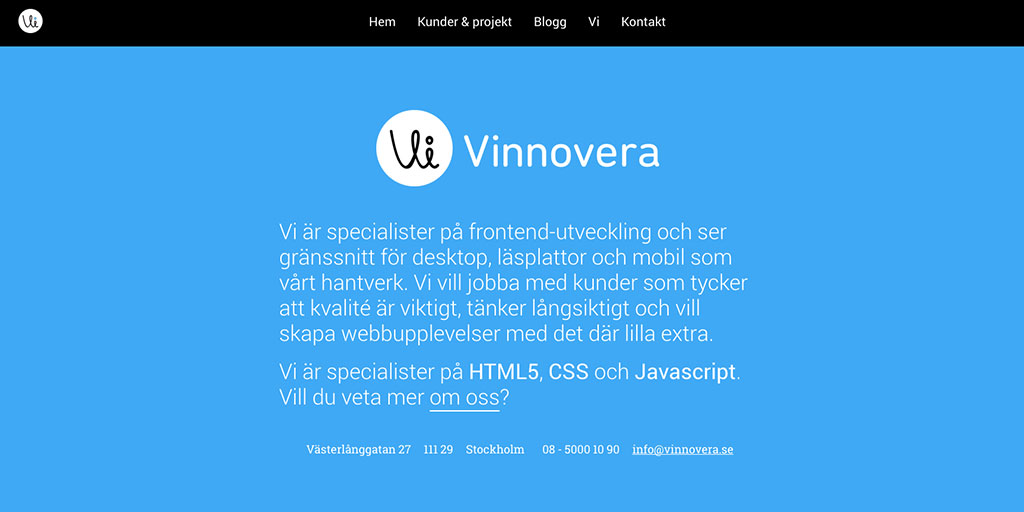 Vi
Hem Kunder & projekt Blogg Vi Kontakt
Vi Vinnovera
Vi är specialister på frontend-utveckling och ser
gränssnitt för desktop, läsplattor och mobil som
vårt hantverk. Vi vill jobba med kunder som tycker
att kvalité är viktigt, tänker långsiktigt och vill
skapa webbupplevelser med det där lilla extra.
Vi är specialister på HTML5, CSS och Javascript.
Vill du veta mer om oss?
Västerlånggatan 27 111 29 Stockholm 08 - 5000 10 90 info@vinnovera.se